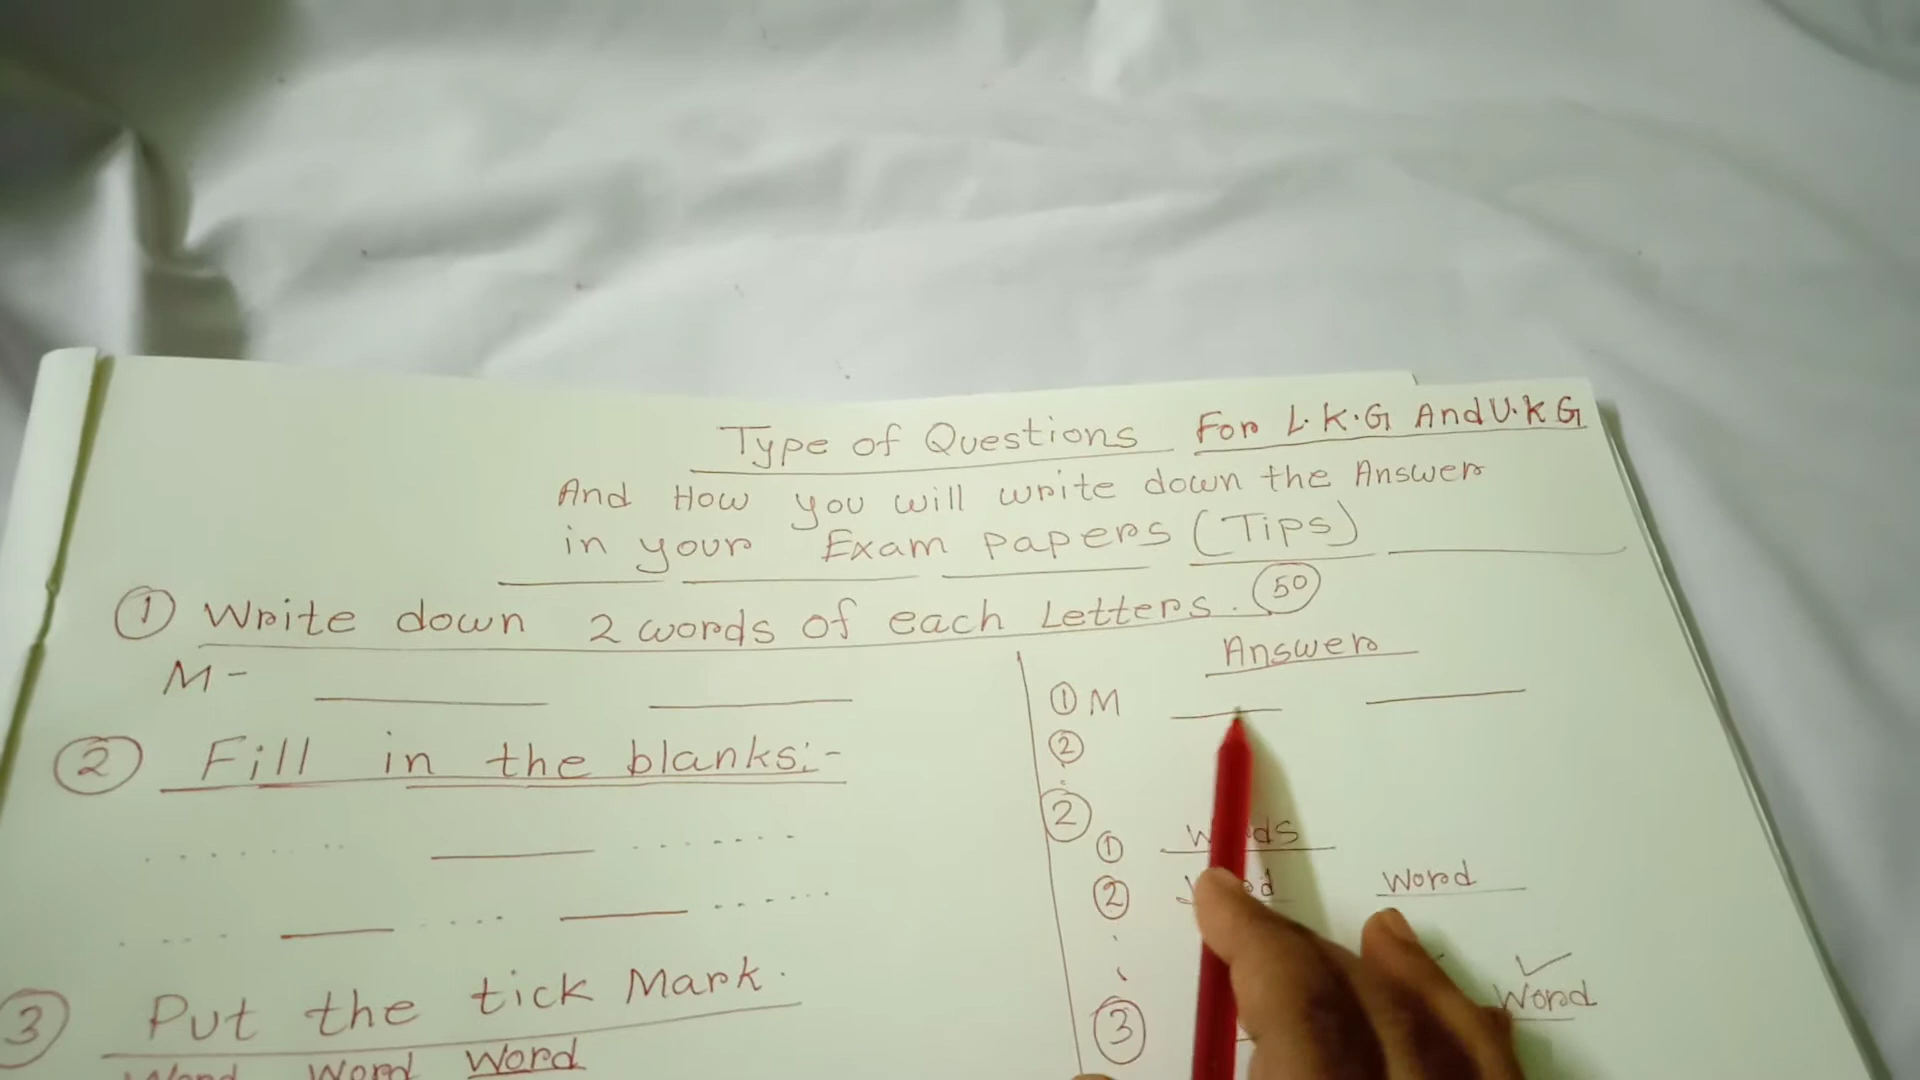 Type of Questions For L.K.G And U.K G
And How you will write down the Answer
in your Exam papers (Tips)
① Write down 2 words of each Letters. 50
M-
② Fill in the blanks:-
③ Put the tick Mark.
Word Word Word
Answer
① M
②
②
① Words
② Word Word
③ Word